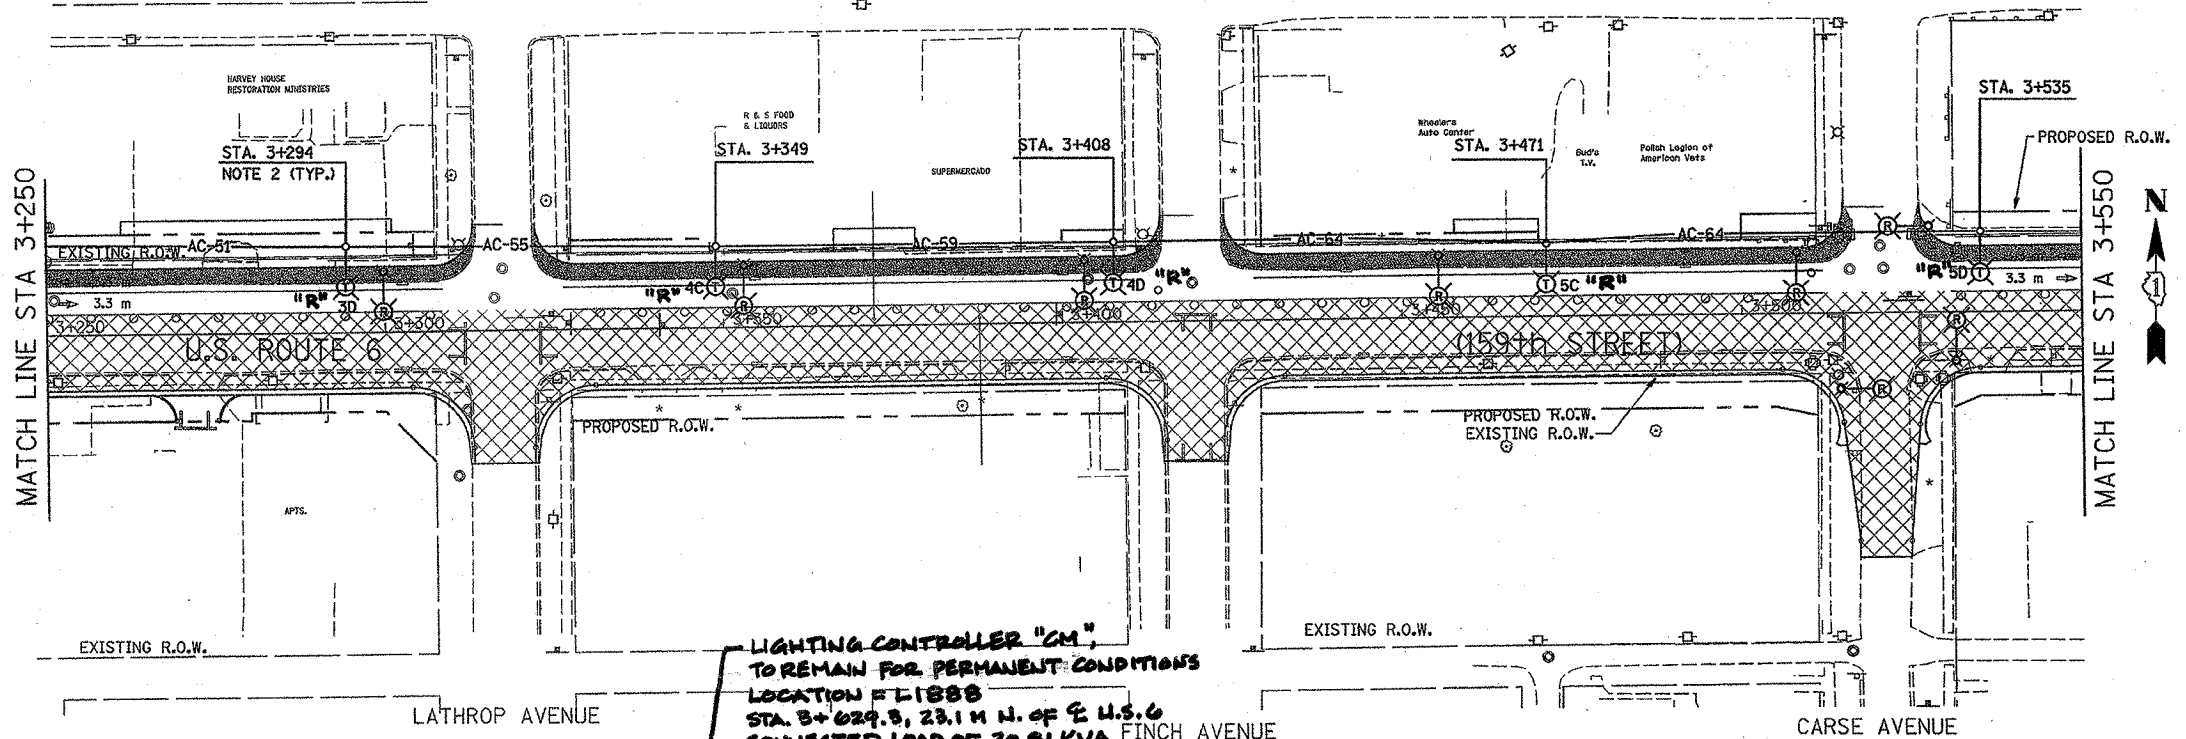 HARVEY HOUSE
RESTORATION MINISTRIES
STA. 3+294
NOTE 2 (TYP.)
R & S FOOD
& LIQUORS
STA. 3+349
SUPERMERCADO
STA. 3+408
Wheelers
Auto Center
STA. 3+471
Bud's
T.V.
Polish Legion of
American Vets
STA. 3+535
PROPOSED R.O.W.
MATCH LINE STA 3+250
MATCH LINE STA 3+550
N
1
EXISTING R.O.W.
AC-51
AC-55
AC-59
AC-64
AC-64
R
"R"
T
3D
R
"R"
4C
T
R
R
T
4D
"R"
R
T
5C
"R"
R
"R"
5D
T
3.3 m
3.3 m
3+250
3+300
3+350
3+400
3+450
3+500
R
U.S. ROUTE 6
(159th STREET)
R
PROPOSED R.O.W.
PROPOSED R.O.W.
EXISTING R.O.W.
APTS.
EXISTING R.O.W.
EXISTING R.O.W.
LIGHTING CONTROLLER "CM",
TO REMAIN FOR PERMANENT CONDITIONS
LOCATION = L1888
STA. 3+629.3, 23.1 M N. OF ℄ U.S. 6
LATHROP AVENUE
FINCH AVENUE
CARSE AVENUE